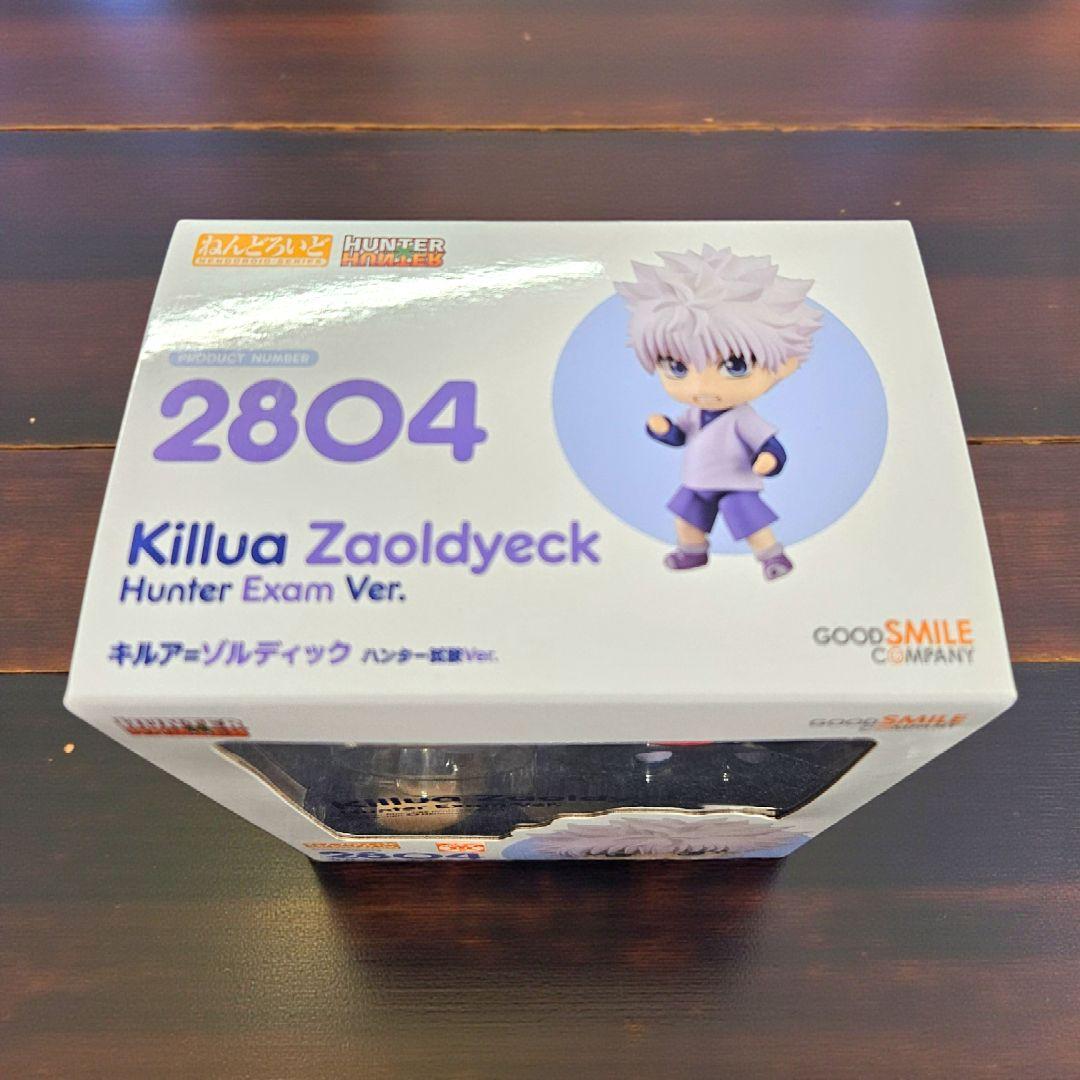 ねんどろいど
NENDOROID SERIES
HUNTER
HUNTER
PRODUCT NUMBER
2804
Killua Zaoldyeck
Hunter Exam Ver.
キルア=ゾルディック ハンター試験Ver.
GOOD SMILE
COMPANY
GOOD SMILE
COMPANY
Killua
2804